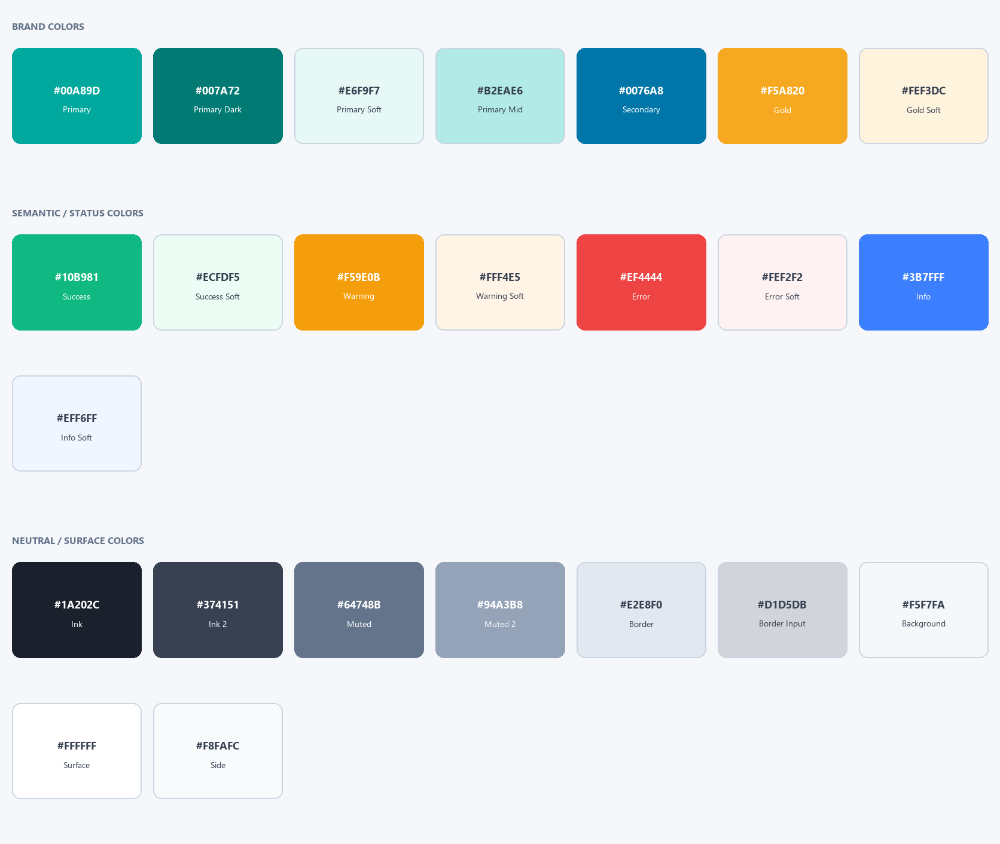 BRAND COLORS
#00A89D
Primary
#007A72
Primary Dark
#E6F9F7
Primary Soft
#B2EAE6
Primary Mid
#0076A8
Secondary
#F5A820
Gold
#FEF3DC
Gold Soft
SEMANTIC / STATUS COLORS
#10B981
Success
#ECFDF5
Success Soft
#F59E0B
Warning
#FFF4E5
Warning Soft
#EF4444
Error
#FEF2F2
Error Soft
#3B7FFF
Info
#EFF6FF
Info Soft
NEUTRAL / SURFACE COLORS
#1A202C
Ink
#374151
Ink 2
#64748B
Muted
#94A3B8
Muted 2
#E2E8F0
Border
#D1D5DB
Border Input
#F5F7FA
Background
#FFFFFF
Surface
#F8FAFC
Side